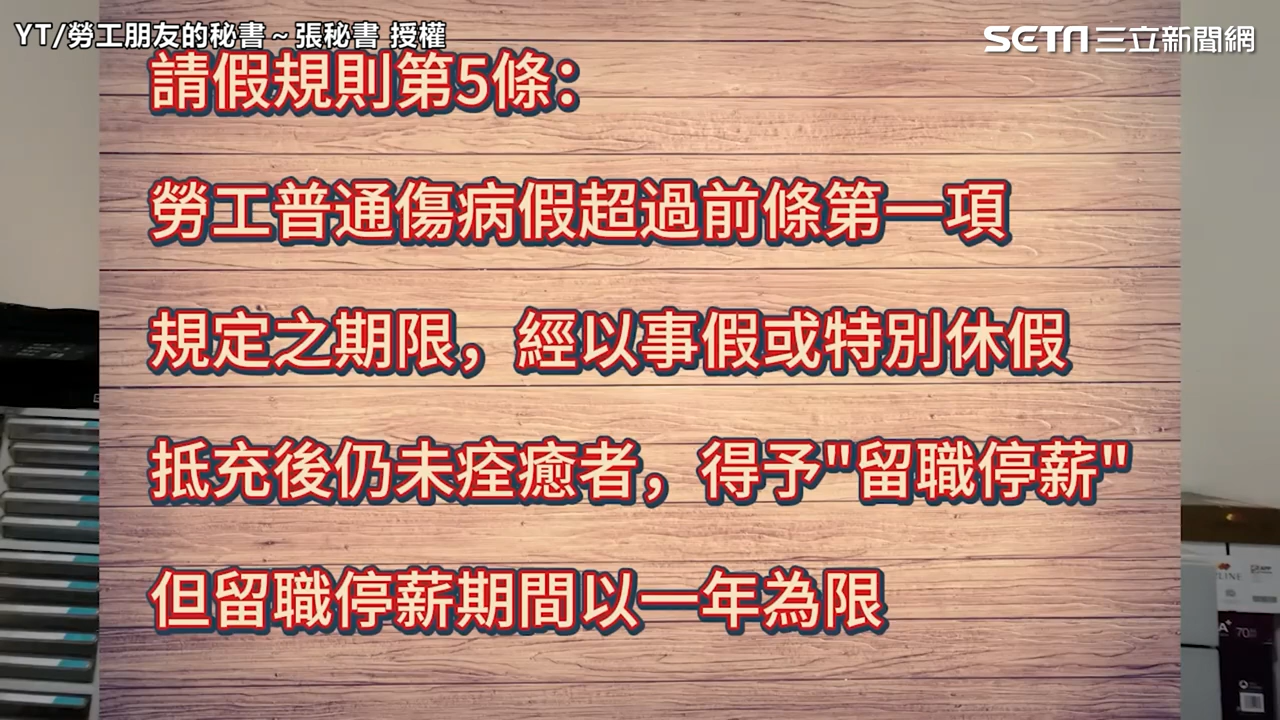 YT/勞工朋友的秘書～張秘書 授權
SETN三立新聞網
請假規則第5條：
勞工普通傷病假超過前條第一項
規定之期限，經以事假或特別休假
抵充後仍未痊癒者，得予"留職停薪"
但留職停薪期間以一年為限
LINE
A+
70